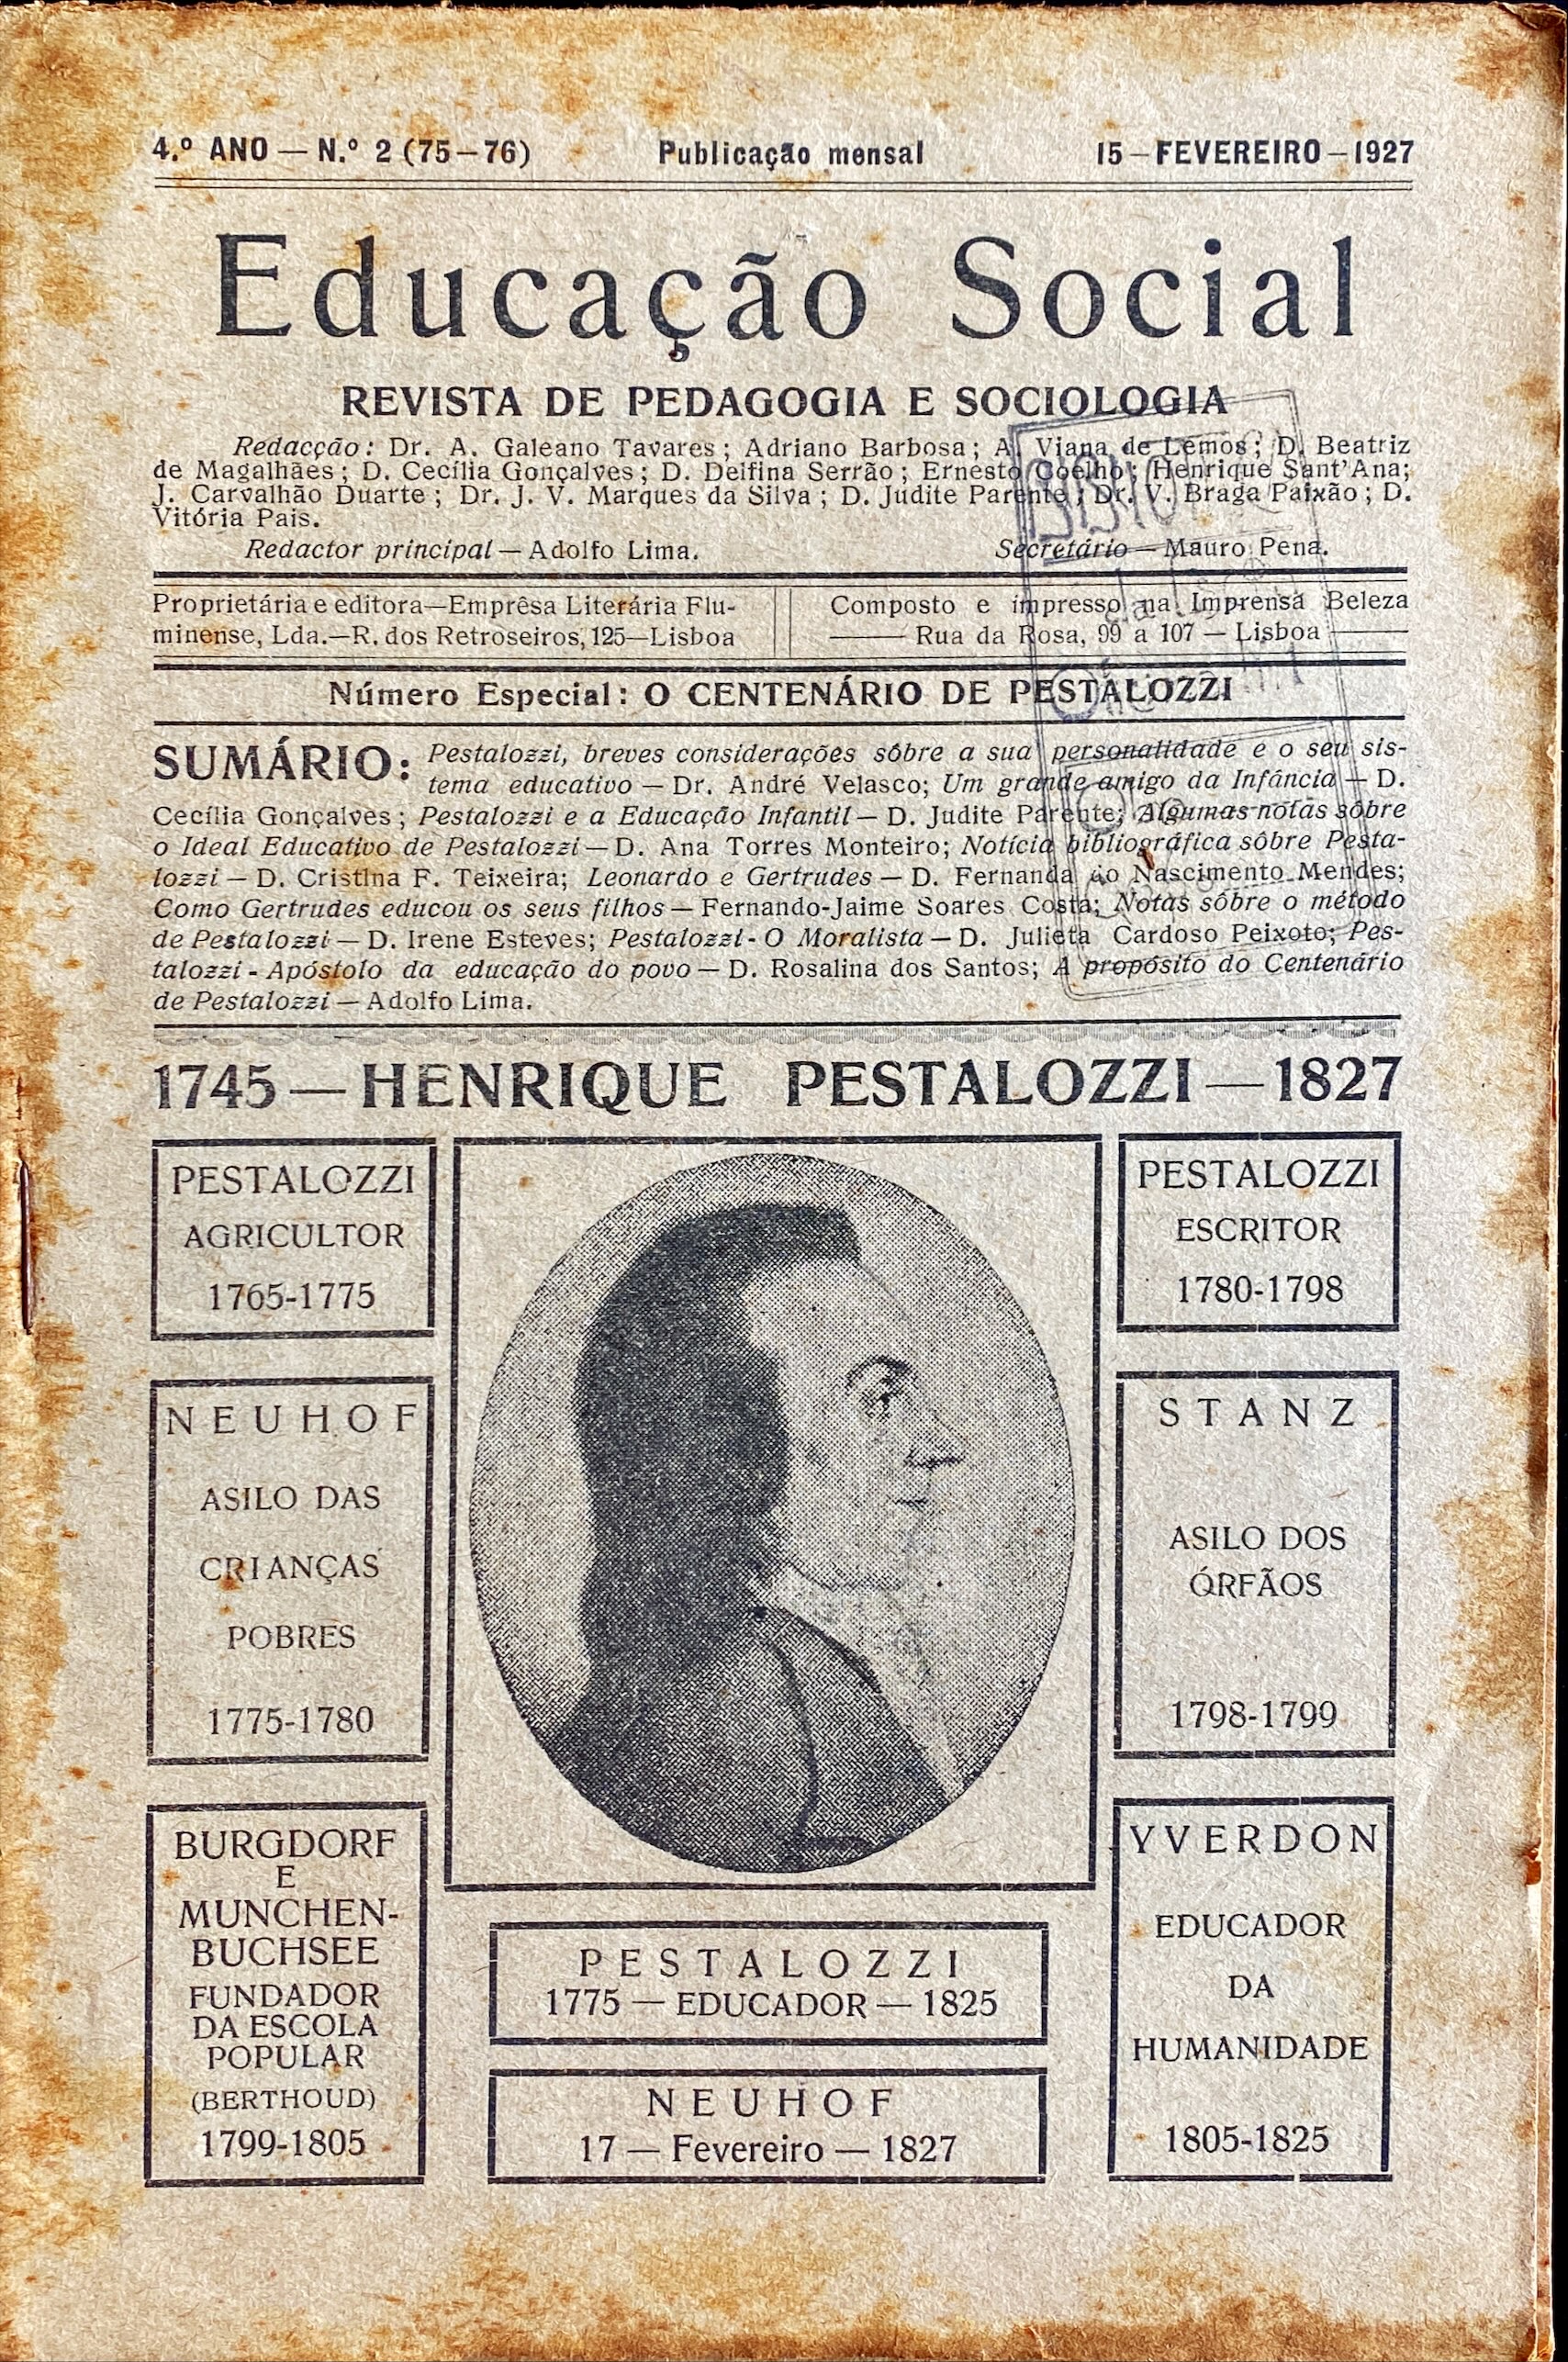 4.º ANO — N.º 2 (75—76) Publicação mensal 15—FEVEREIRO—1927
Educação Social
REVISTA DE PEDAGOGIA E SOCIOLOGIA
Redacção: Dr. A. Galeano Tavares; Adriano Barbosa; A. Viana de Lemos; D. Beatriz
de Magalhães; D. Cecília Gonçalves; D. Delfina Serrão; Ernesto Coelho; Henrique Sant'Ana;
J. Carvalhão Duarte; Dr. J. V. Marques da Silva; D. Judite Parente; Dr. V. Braga Paixão; D.
Vitória Pais.
Redactor principal — Adolfo Lima. Secretário — Mauro Pena.
Proprietária e editora—Emprêsa Literária Flu-
minense, Lda.—R. dos Retroseiros, 125—Lisboa
Composto e impresso na Imprensa Beleza
Rua da Rosa, 99 a 107 — Lisboa
Número Especial: O CENTENÁRIO DE PESTALOZZI
SUMÁRIO: Pestalozzi, breves considerações sôbre a sua personalidade e o seu sis-
tema educativo — Dr. André Velasco; Um grande amigo da Infância — D.
Cecília Gonçalves; Pestalozzi e a Educação Infantil — D. Judite Parente; Algumas notas sôbre
o Ideal Educativo de Pestalozzi — D. Ana Torres Monteiro; Notícia bibliográfica sôbre Pesta-
lozzi — D. Cristina F. Teixeira; Leonardo e Gertrudes — D. Fernanda do Nascimento Mendes;
Como Gertrudes educou os seus filhos — Fernando-Jaime Soares Costa; Notas sôbre o método
de Pestalozzi — D. Irene Esteves; Pestalozzi - O Moralista — D. Julieta Cardoso Peixoto; Pes-
talozzi - Apóstolo da educação do povo — D. Rosalina dos Santos; A propósito do Centenário
de Pestalozzi — Adolfo Lima.
1745 — HENRIQUE PESTALOZZI — 1827
PESTALOZZI
AGRICULTOR
1765-1775
NEUHOF
ASILO DAS
CRIANÇAS
POBRES
1775-1780
BURGDORF
E
MUNCHEN-
BUCHSEE
FUNDADOR
DA ESCOLA
POPULAR
(BERTHOUD)
1799-1805
PESTALOZZI
1775 — EDUCADOR — 1825
NEUHOF
17 — Fevereiro — 1827
PESTALOZZI
ESCRITOR
1780-1798
STANZ
ASILO DOS
ÓRFÃOS
1798-1799
YVERDON
EDUCADOR
DA
HUMANIDADE
1805-1825